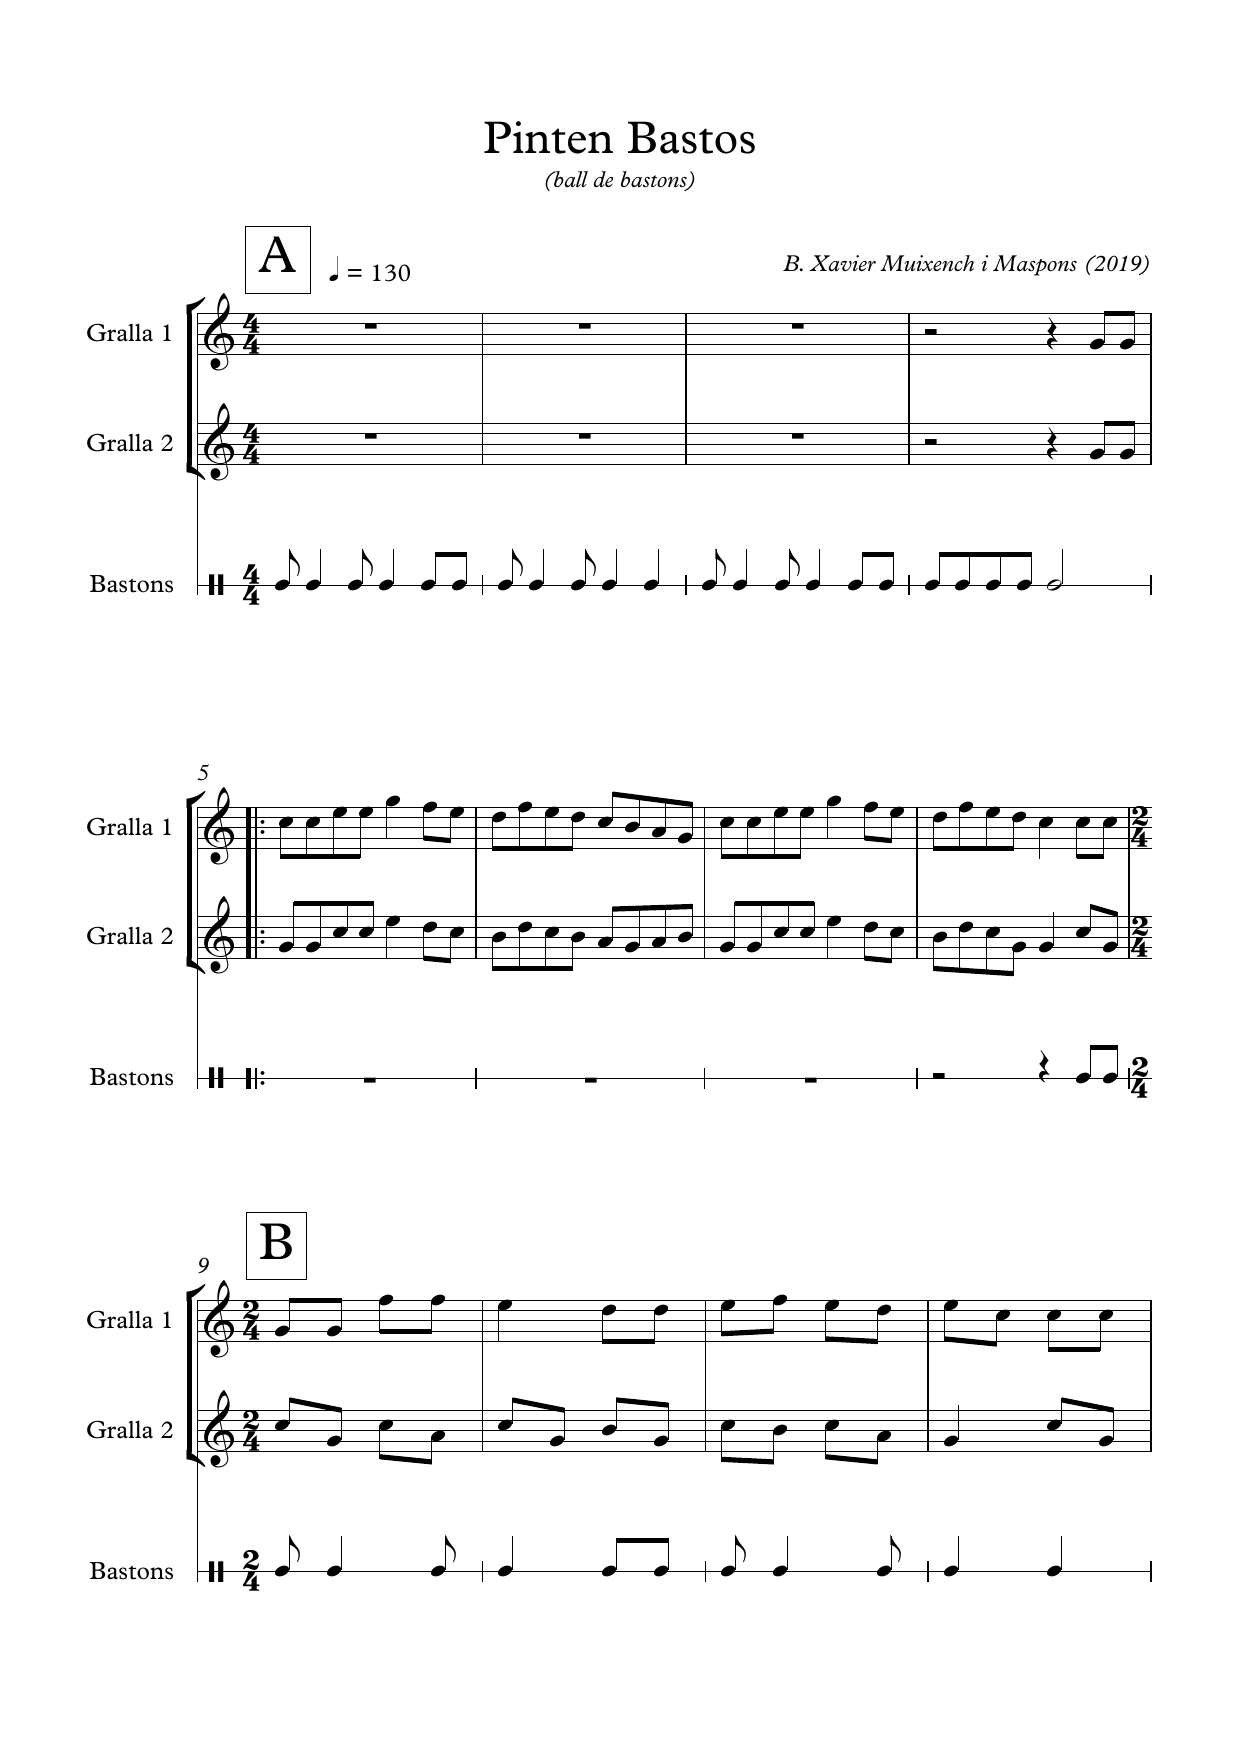 Pinten Bastos
(ball de bastons)
A
♩ = 130
B. Xavier Muixench i Maspons (2019)
Gralla 1
Gralla 2
Bastons
5
Gralla 1
Gralla 2
Bastons
B
9
Gralla 1
Gralla 2
Bastons